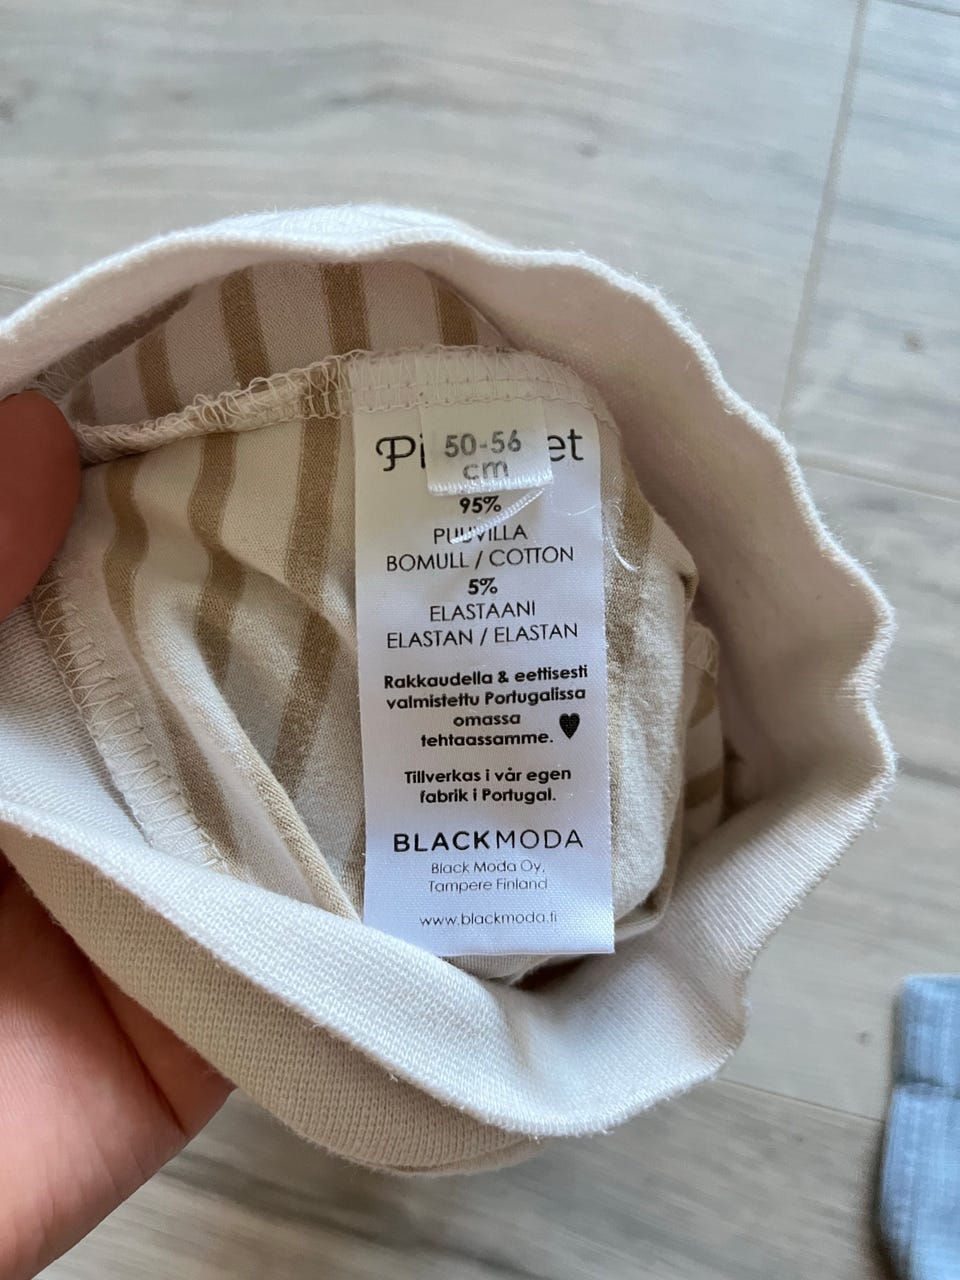 50-56
cm
95%
PUUVILLA
BOMULL / COTTON
5%
ELASTAANI
ELASTAN / ELASTAN
Rakkaudella & eettisesti
valmistettu Portugalissa
omassa
tehtaassamme.
Tillverkas i vår egen
fabrik i Portugal.
BLACKMODA
Black Moda Oy,
Tampere Finland
www.blackmoda.fi